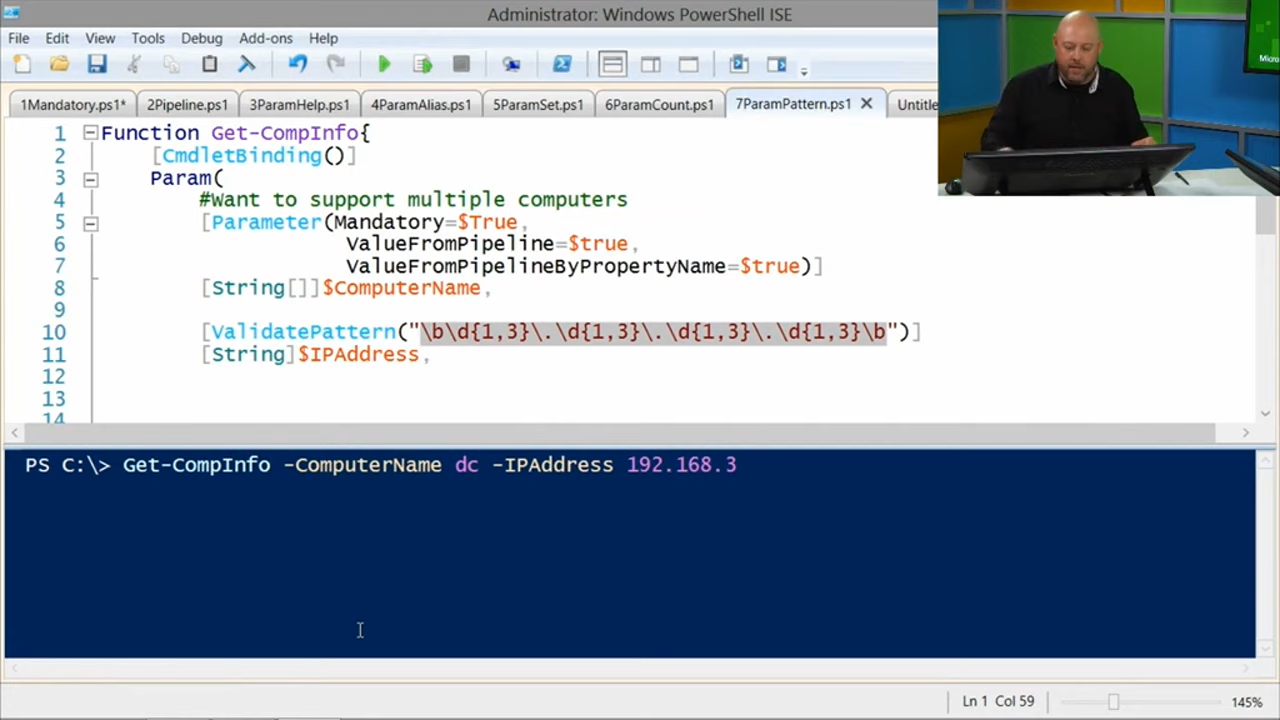 Administrator: Windows PowerShell ISE
File Edit View Tools Debug Add-ons Help
1Mandatory.ps1* 2Pipeline.ps1 3ParamHelp.ps1 4ParamAlias.ps1 5ParamSet.ps1 6ParamCount.ps1 7ParamPattern.ps1 Untitle
1 Function Get-CompInfo{
2 [CmdletBinding()]
3 Param(
4 #Want to support multiple computers
5 [Parameter(Mandatory=$True,
6 ValueFromPipeline=$true,
7 ValueFromPipelineByPropertyName=$true)]
8 [String[]]$ComputerName,
9
10 [ValidatePattern("\b\d{1,3}\.\d{1,3}\.\d{1,3}\.\d{1,3}\b")]
11 [String]$IPAddress,
12
13
14
PS C:\> Get-CompInfo -ComputerName dc -IPAddress 192.168.3
Ln 1 Col 59 145%
Micro